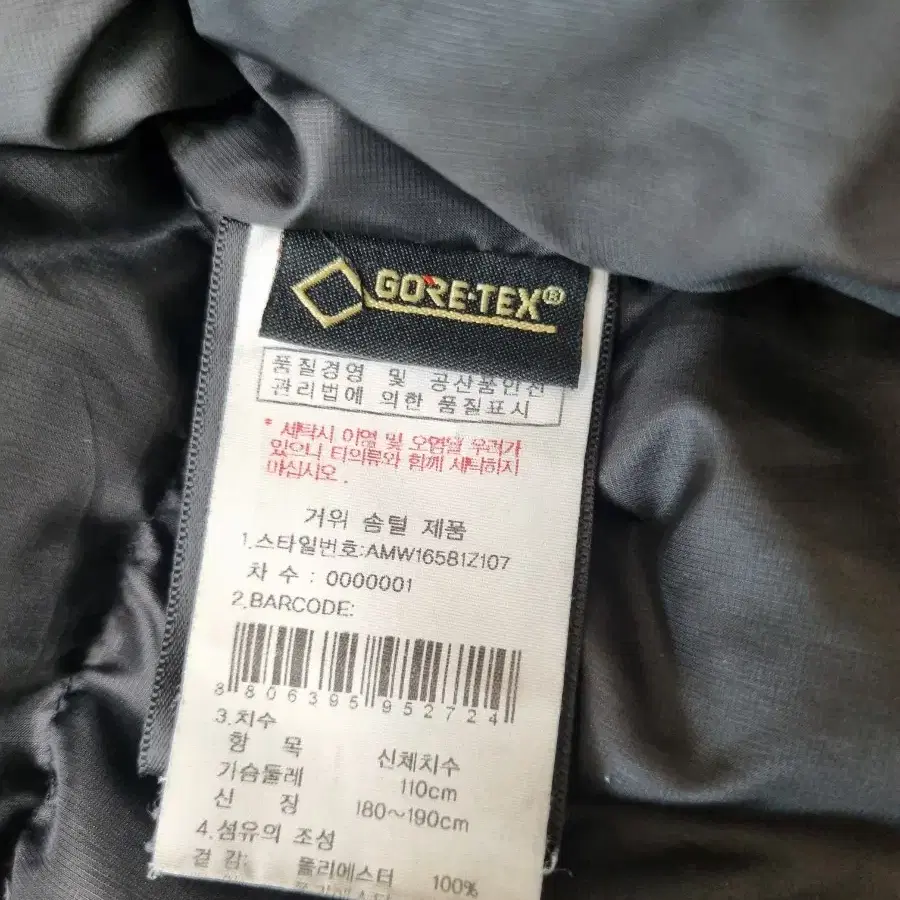 GORE-TEX®
품질경영 및 공산품안전
관리법에 의한 품질표시
* 세탁시 이염 및 오염될 우려가
있으니 타의류와 함께 세탁하지
마십시오.
거위 솜털 제품
1.스타일번호:AMW16581Z107
차 수 : 0000001
2.BARCODE:
8 806395 952724
3.치수
항 목 신체치수
가슴둘레 110cm
신 장 180~190cm
4.섬유의 조성
겉감: 폴리에스터 100%